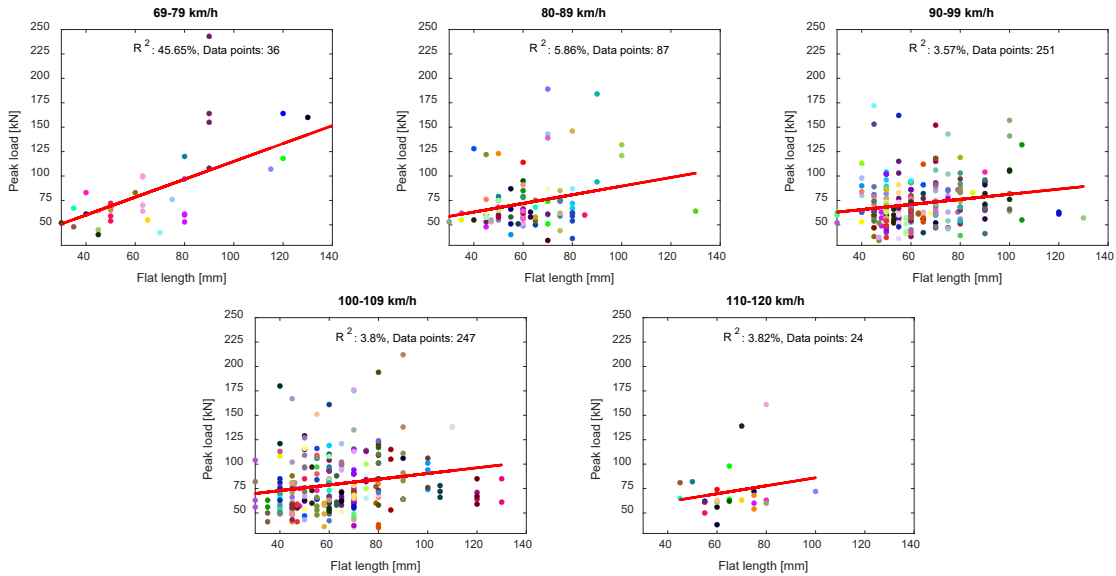 69-79 km/h
R 2: 45.65%, Data points: 36
250
225
200
175
150
125
100
75
50
Peak load [kN]
40 60 80 100 120 140
Flat length [mm]
80-89 km/h
R 2: 5.86%, Data points: 87
250
225
200
175
150
125
100
75
50
Peak load [kN]
40 60 80 100 120 140
Flat length [mm]
90-99 km/h
R 2: 3.57%, Data points: 251
250
225
200
175
150
125
100
75
50
Peak load [kN]
40 60 80 100 120 140
Flat length [mm]
100-109 km/h
R 2: 3.8%, Data points: 247
250
225
200
175
150
125
100
75
50
Peak load [kN]
40 60 80 100 120 140
Flat length [mm]
110-120 km/h
R 2: 3.82%, Data points: 24
250
225
200
175
150
125
100
75
50
Peak load [kN]
40 60 80 100 120 140
Flat length [mm]